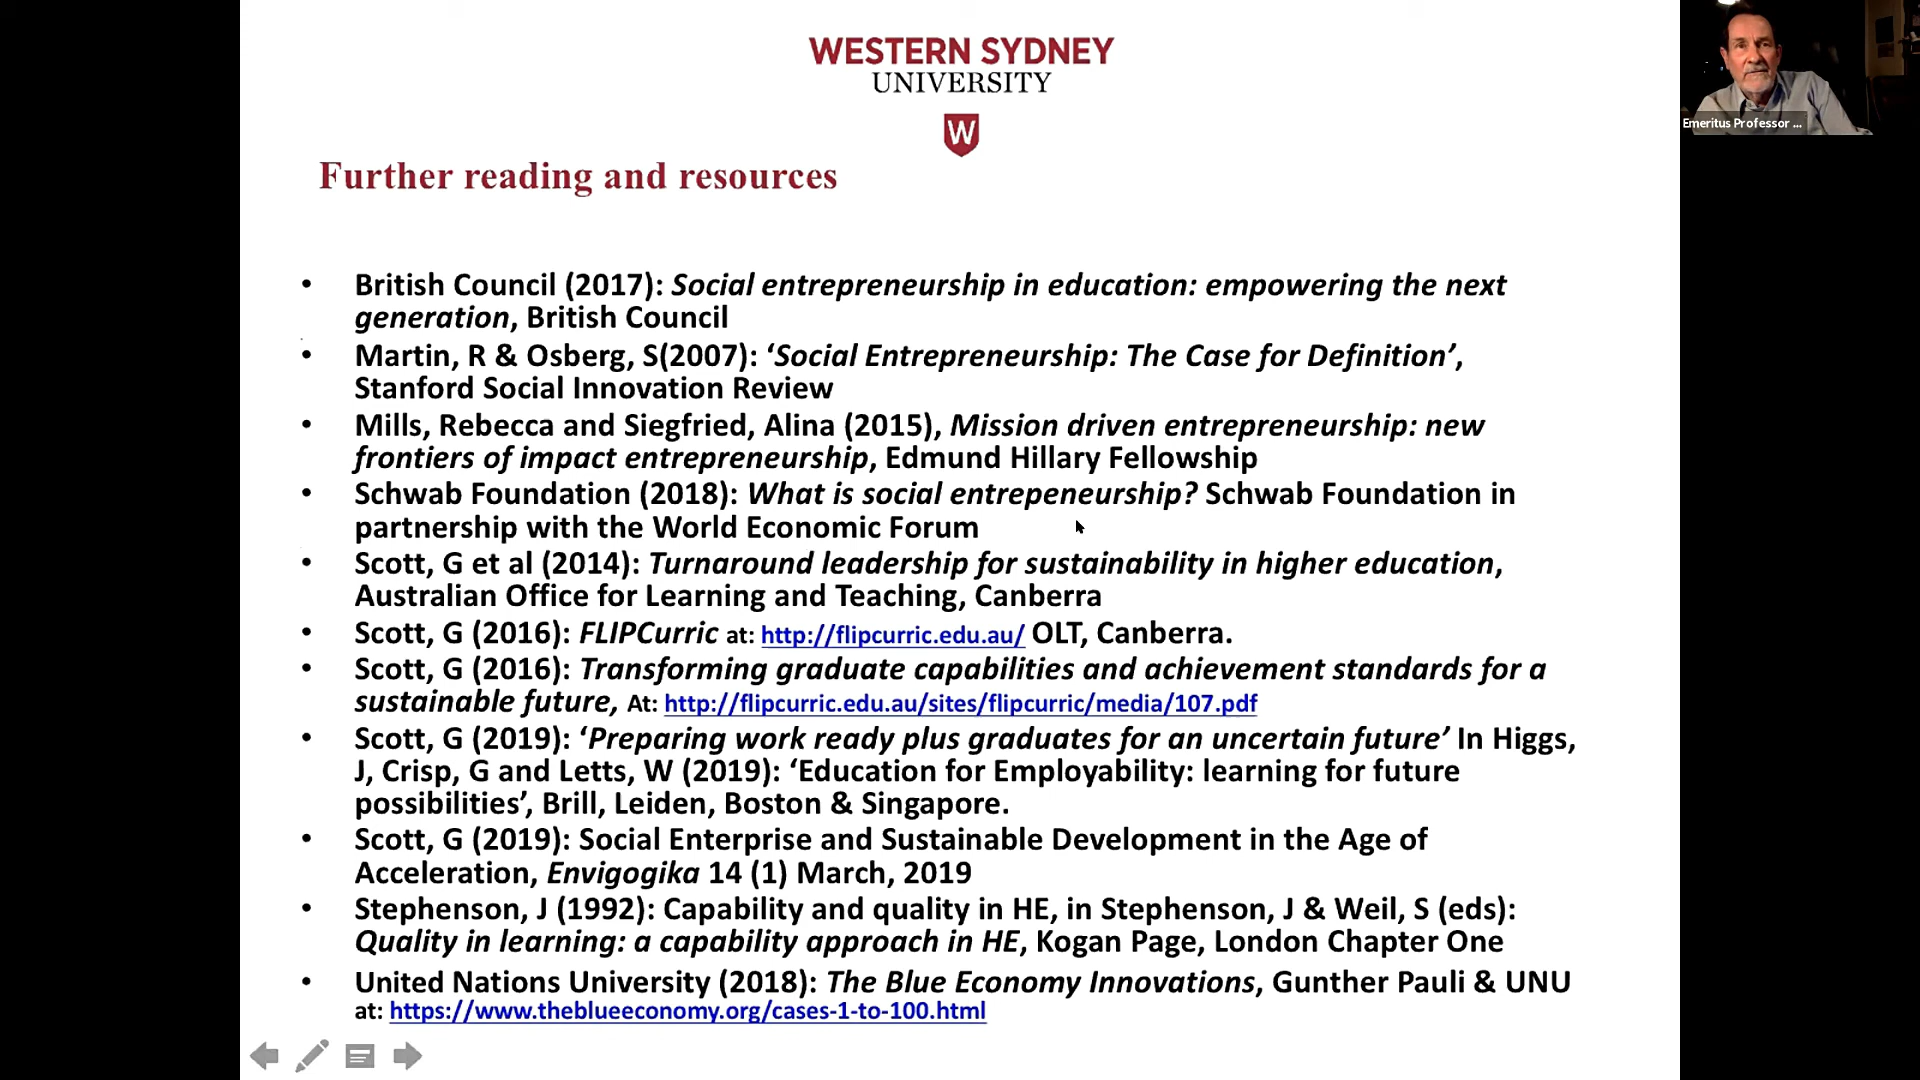 WESTERN SYDNEY
UNIVERSITY
W
Emeritus Professor ...
Further reading and resources
• British Council (2017): Social entrepreneurship in education: empowering the next
generation, British Council
• Martin, R & Osberg, S(2007): ‘Social Entrepreneurship: The Case for Definition’,
Stanford Social Innovation Review
• Mills, Rebecca and Siegfried, Alina (2015), Mission driven entrepreneurship: new
frontiers of impact entrepreneurship, Edmund Hillary Fellowship
• Schwab Foundation (2018): What is social entrepeneurship? Schwab Foundation in
partnership with the World Economic Forum
• Scott, G et al (2014): Turnaround leadership for sustainability in higher education,
Australian Office for Learning and Teaching, Canberra
• Scott, G (2016): FLIPCurric at: http://flipcurric.edu.au/ OLT, Canberra.
• Scott, G (2016): Transforming graduate capabilities and achievement standards for a
sustainable future, At: http://flipcurric.edu.au/sites/flipcurric/media/107.pdf
• Scott, G (2019): ‘Preparing work ready plus graduates for an uncertain future’ In Higgs,
J, Crisp, G and Letts, W (2019): ‘Education for Employability: learning for future
possibilities’, Brill, Leiden, Boston & Singapore.
• Scott, G (2019): Social Enterprise and Sustainable Development in the Age of
Acceleration, Envigogika 14 (1) March, 2019
• Stephenson, J (1992): Capability and quality in HE, in Stephenson, J & Weil, S (eds):
Quality in learning: a capability approach in HE, Kogan Page, London Chapter One
• United Nations University (2018): The Blue Economy Innovations, Gunther Pauli & UNU
at: https://www.theblueeconomy.org/cases-1-to-100.html